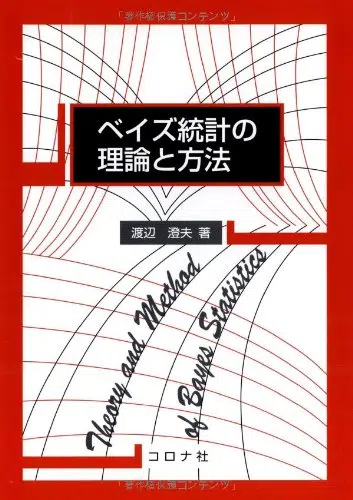 「著作権保護コンテンツ」
ベイズ統計の
理論と方法
渡辺 澄夫 著
Theory and Method
of Bayes Statistics
コロナ社
「著作権保護コンテンツ」